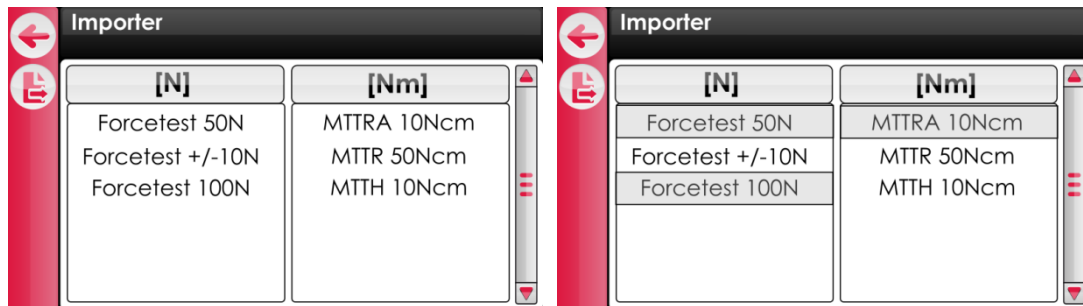 Importer
[N]
[Nm]
Forcetest 50N
MTTRA 10Ncm
Forcetest +/-10N
MTTR 50Ncm
Forcetest 100N
MTTH 10Ncm
Importer
[N]
[Nm]
Forcetest 50N
MTTRA 10Ncm
Forcetest +/-10N
MTTR 50Ncm
Forcetest 100N
MTTH 10Ncm